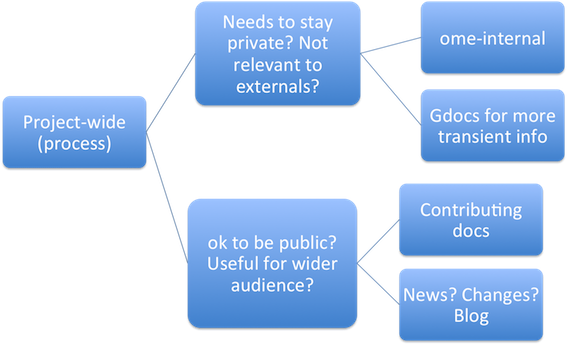 Project-wide
(process)
Needs to stay
private? Not
relevant to
externals?
ome-internal
Gdocs for more
transient info
ok to be public?
Useful for wider
audience?
Contributing
docs
News? Changes?
Blog